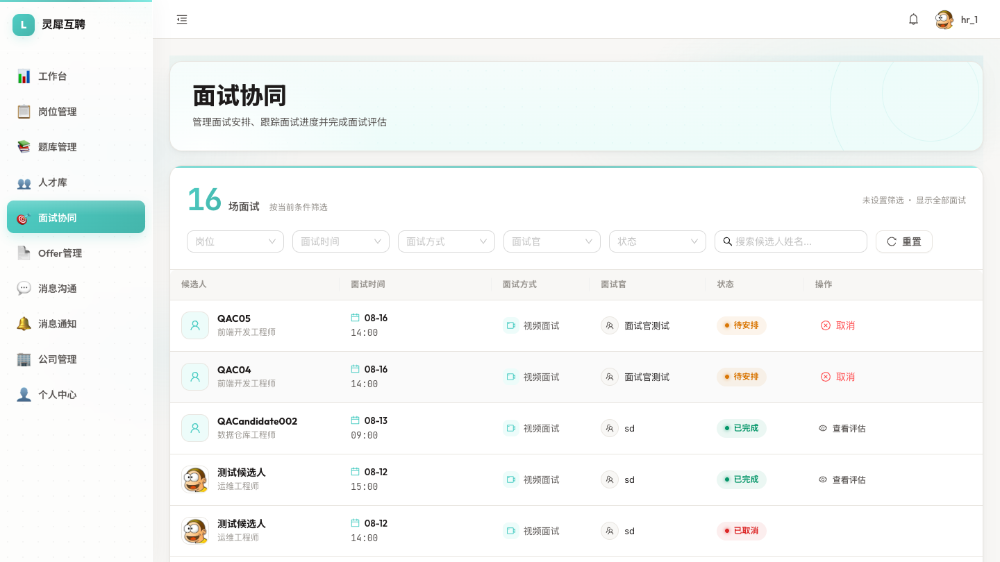 L 灵犀互聘
hr_1
工作台
岗位管理
题库管理
人才库
面试协同
Offer管理
消息沟通
消息通知
公司管理
个人中心
面试协同
管理面试安排、跟踪面试进度并完成面试评估
16 场面试 按当前条件筛选
未设置筛选 • 显示全部面试
岗位 面试时间 面试方式 面试官 状态 搜索候选人姓名... 重置
候选人 面试时间 面试方式 面试官 状态 操作
QAC05
前端开发工程师
08-16
14:00
视频面试
面试官测试
待安排
取消
QAC04
前端开发工程师
08-16
14:00
视频面试
面试官测试
待安排
取消
QACandidate002
数据仓库工程师
08-13
09:00
视频面试
sd
已完成
查看评估
测试候选人
运维工程师
08-12
15:00
视频面试
sd
已完成
查看评估
测试候选人
运维工程师
08-12
14:00
视频面试
sd
已取消